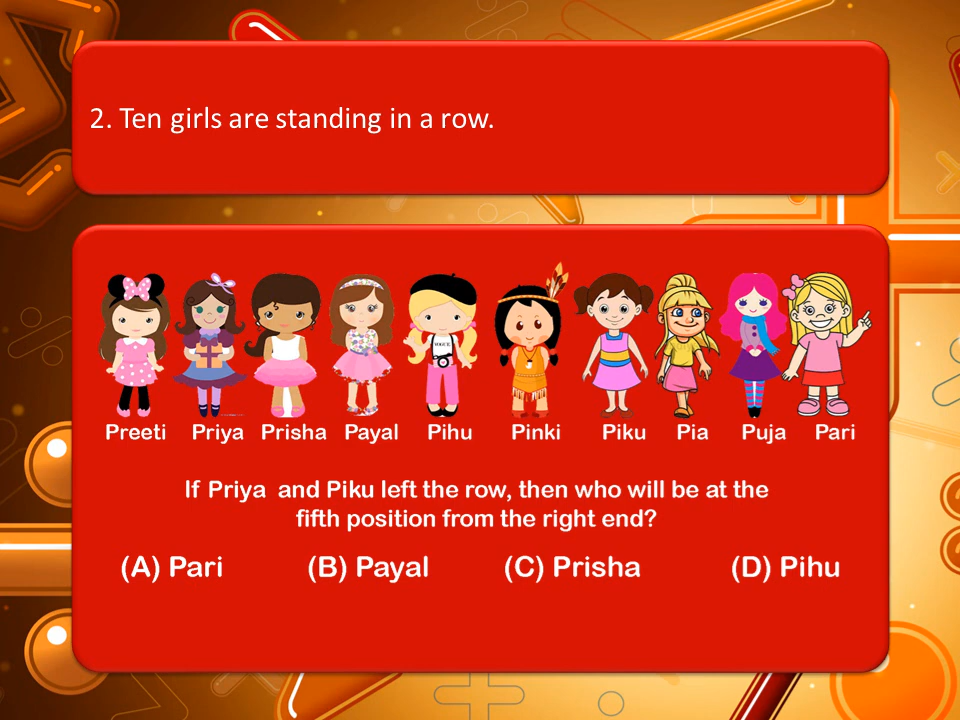 2. Ten girls are standing in a row.
VOGUE
Preeti Priya Prisha Payal Pihu Pinki Piku Pia Puja Pari
If Priya and Piku left the row, then who will be at the
fifth position from the right end?
(A) Pari (B) Payal (C) Prisha (D) Pihu